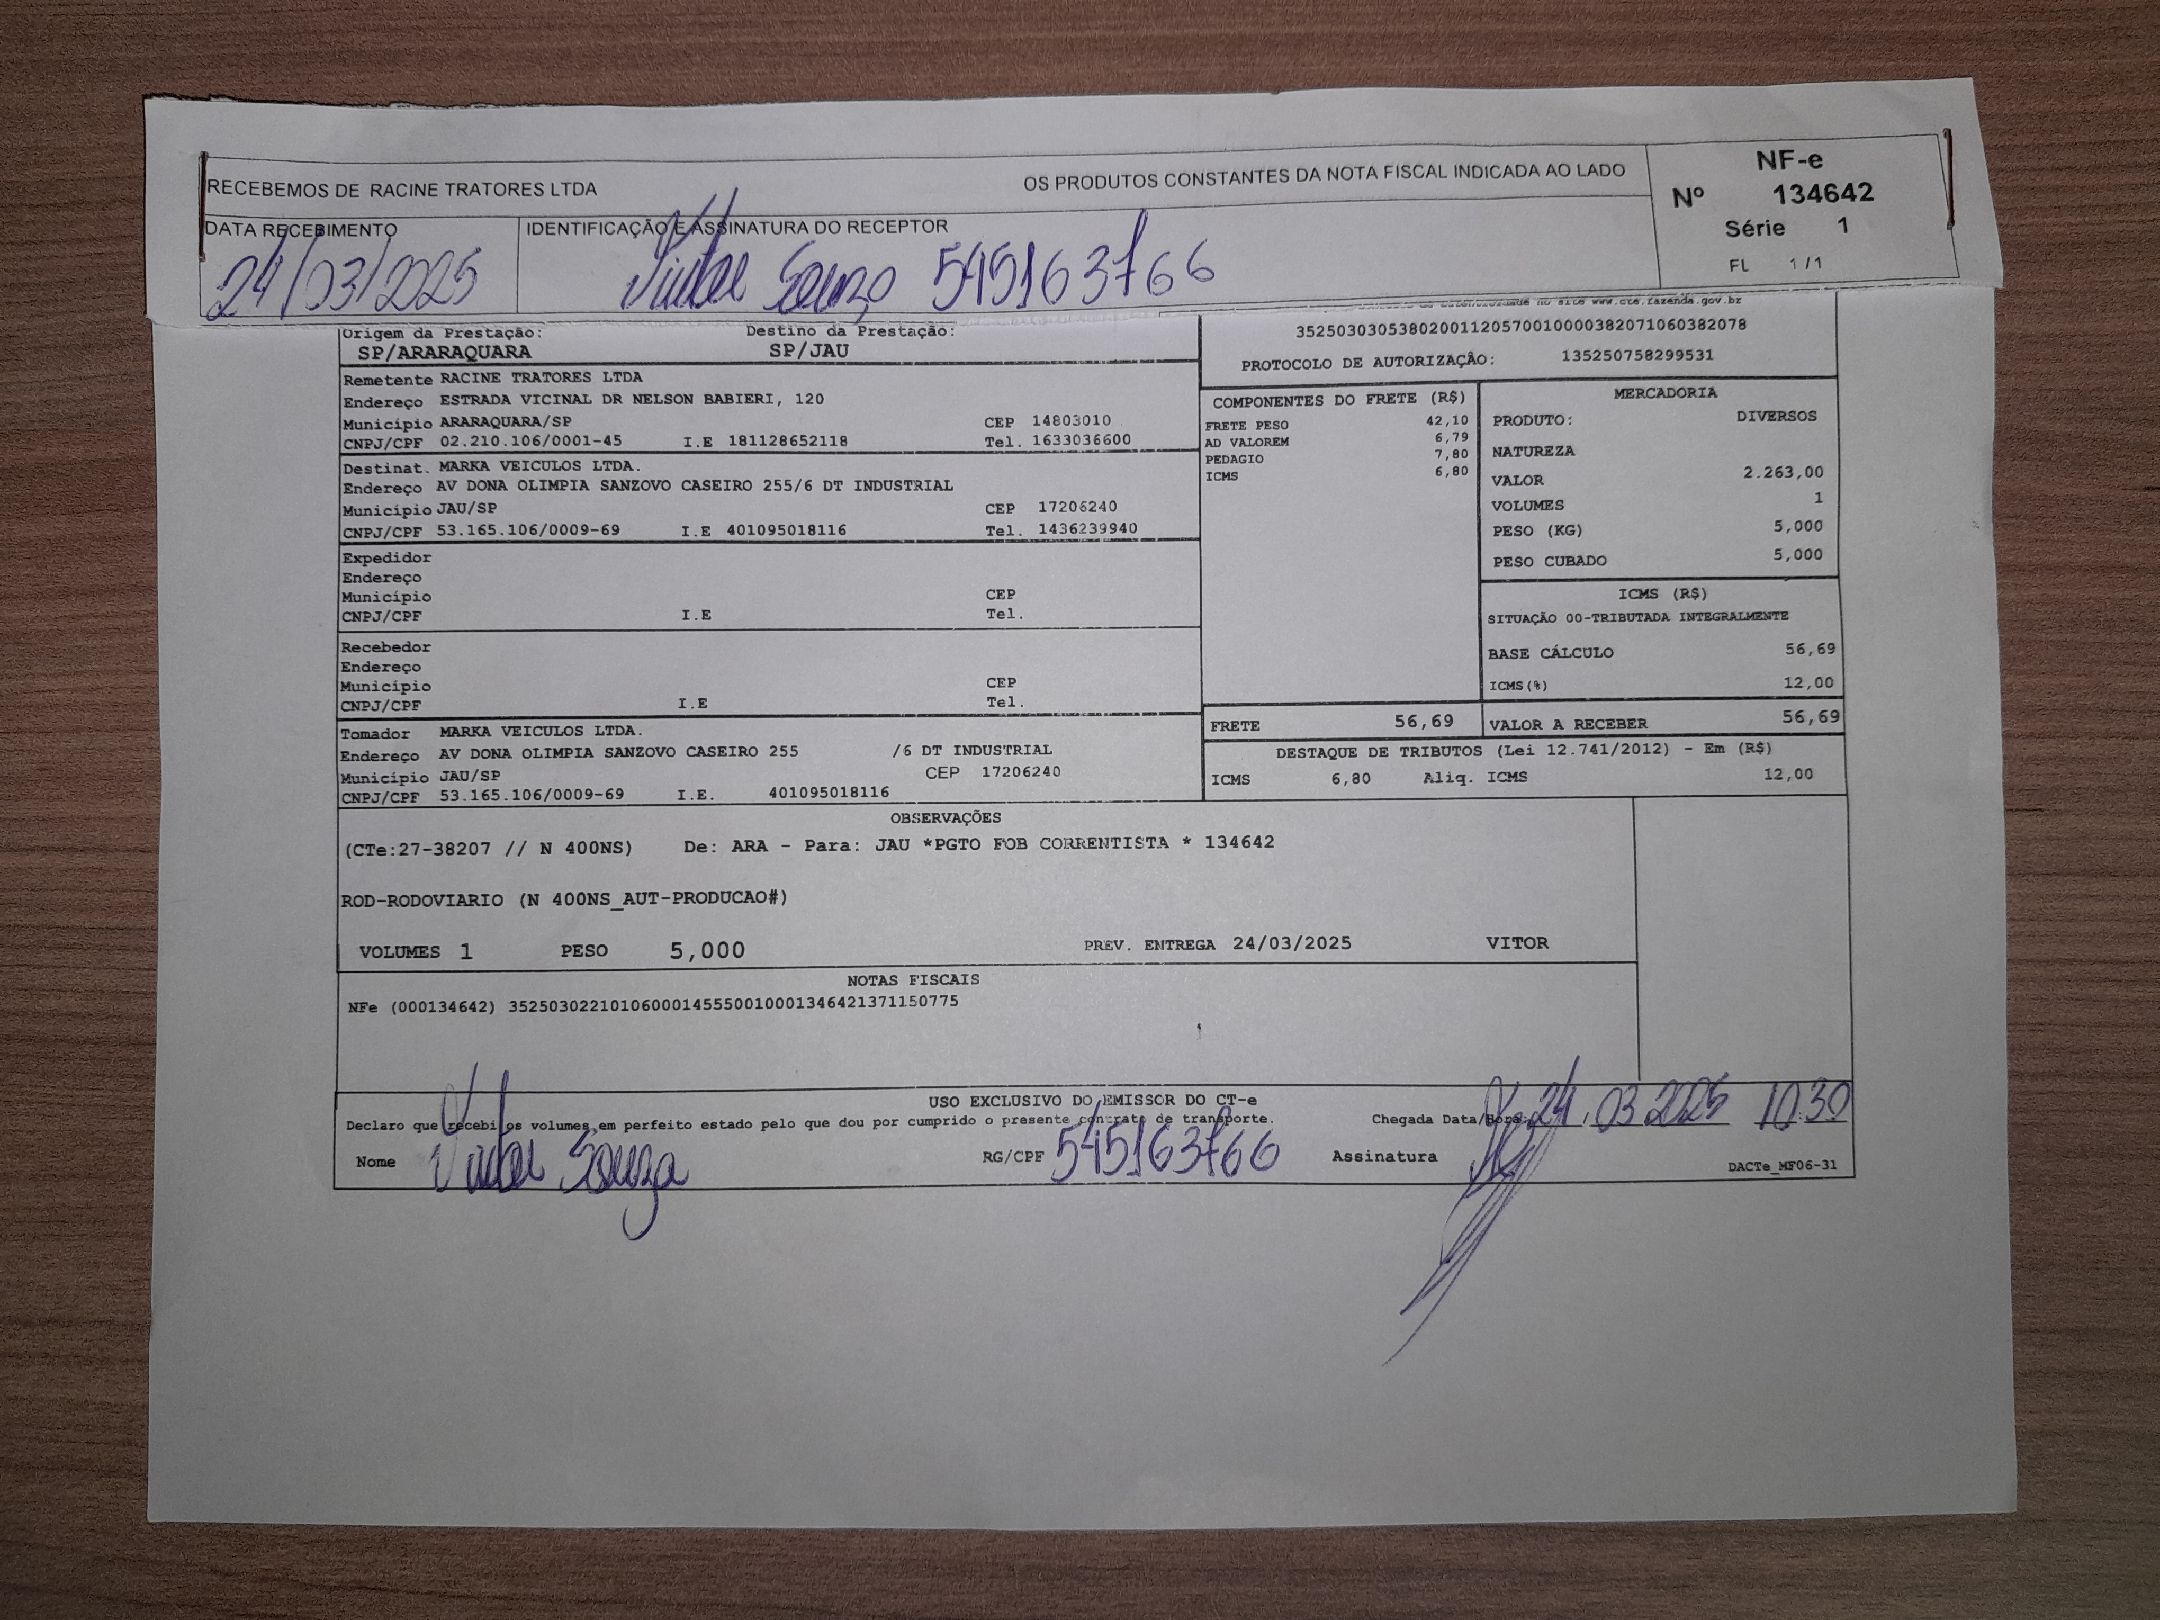 RECEBEMOS DE RACINE TRATORES LTDA OS PRODUTOS CONSTANTES DA NOTA FISCAL INDICADA AO LADO
NF-e
Nº 134642
Série 1
FL 1 / 1
DATA RECEBIMENTO
24/03/2025
IDENTIFICAÇÃO E ASSINATURA DO RECEPTOR
Souza 545163766
no site www.cte.fazenda.gov.br
Origem da Prestação: Destino da Prestação:
SP/ARARAQUARA SP/JAU
35250303053802001120570010000382071060382078
PROTOCOLO DE AUTORIZAÇÃO: 135250758299531
Remetente RACINE TRATORES LTDA
Endereço ESTRADA VICINAL DR NELSON BABIERI, 120
Município ARARAQUARA/SP CEP 14803010
CNPJ/CPF 02.210.106/0001-45 I.E 181128652118 Tel. 1633036600
Destinat. MARKA VEICULOS LTDA.
Endereço AV DONA OLIMPIA SANZOVO CASEIRO 255/6 DT INDUSTRIAL
Município JAU/SP CEP 17206240
CNPJ/CPF 53.165.106/0009-69 I.E 401095018116 Tel. 1436239940
Expedidor
Endereço
Município CEP
CNPJ/CPF I.E Tel.
Recebedor
Endereço
Município CEP
CNPJ/CPF I.E Tel.
Tomador MARKA VEICULOS LTDA.
Endereço AV DONA OLIMPIA SANZOVO CASEIRO 255 /6 DT INDUSTRIAL
Município JAU/SP CEP 17206240
CNPJ/CPF 53.165.106/0009-69 I.E. 401095018116
COMPONENTES DO FRETE (R$)
FRETE PESO 42,10
AD VALOREM 6,79
PEDAGIO 7,80
ICMS 6,80
MERCADORIA
PRODUTO: DIVERSOS
NATUREZA
VALOR 2.263,00
VOLUMES 1
PESO (KG) 5,000
PESO CUBADO 5,000
ICMS (R$)
SITUAÇÃO 00-TRIBUTADA INTEGRALMENTE
BASE CÁLCULO 56,69
ICMS(%) 12,00
FRETE 56,69 VALOR A RECEBER 56,69
DESTAQUE DE TRIBUTOS (Lei 12.741/2012) - Em (R$)
ICMS 6,80 Aliq. ICMS 12,00
OBSERVAÇÕES
(CTe:27-38207 // N 400NS) De: ARA - Para: JAU *PGTO FOB CORRENTISTA * 134642
ROD-RODOVIARIO (N 400NS_AUT-PRODUCAO#)
VOLUMES 1 PESO 5,000 PREV. ENTREGA 24/03/2025 VITOR
NOTAS FISCAIS
NFe (000134642) 35250302210106000145550010001346421371150775
USO EXCLUSIVO DO EMISSOR DO CT-e
Declaro que recebi os volumes em perfeito estado pelo que dou por cumprido o presente contrato de transporte. Chegada Data/Hora: 24.03.2025 10:30
Nome Souza RG/CPF 545163766 Assinatura
DACTe_MF06-31